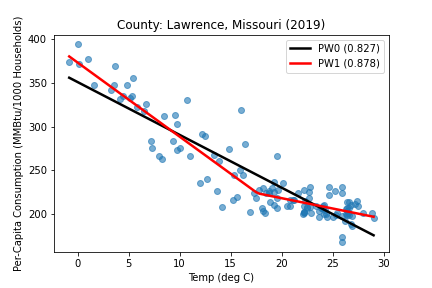 County: Lawrence, Missouri (2019)
PW0 (0.827)
PW1 (0.878)
Per-Capita Consumption (MMBtu/1000 Households)
400
350
300
250
200
0
5
10
15
20
25
30
Temp (deg C)